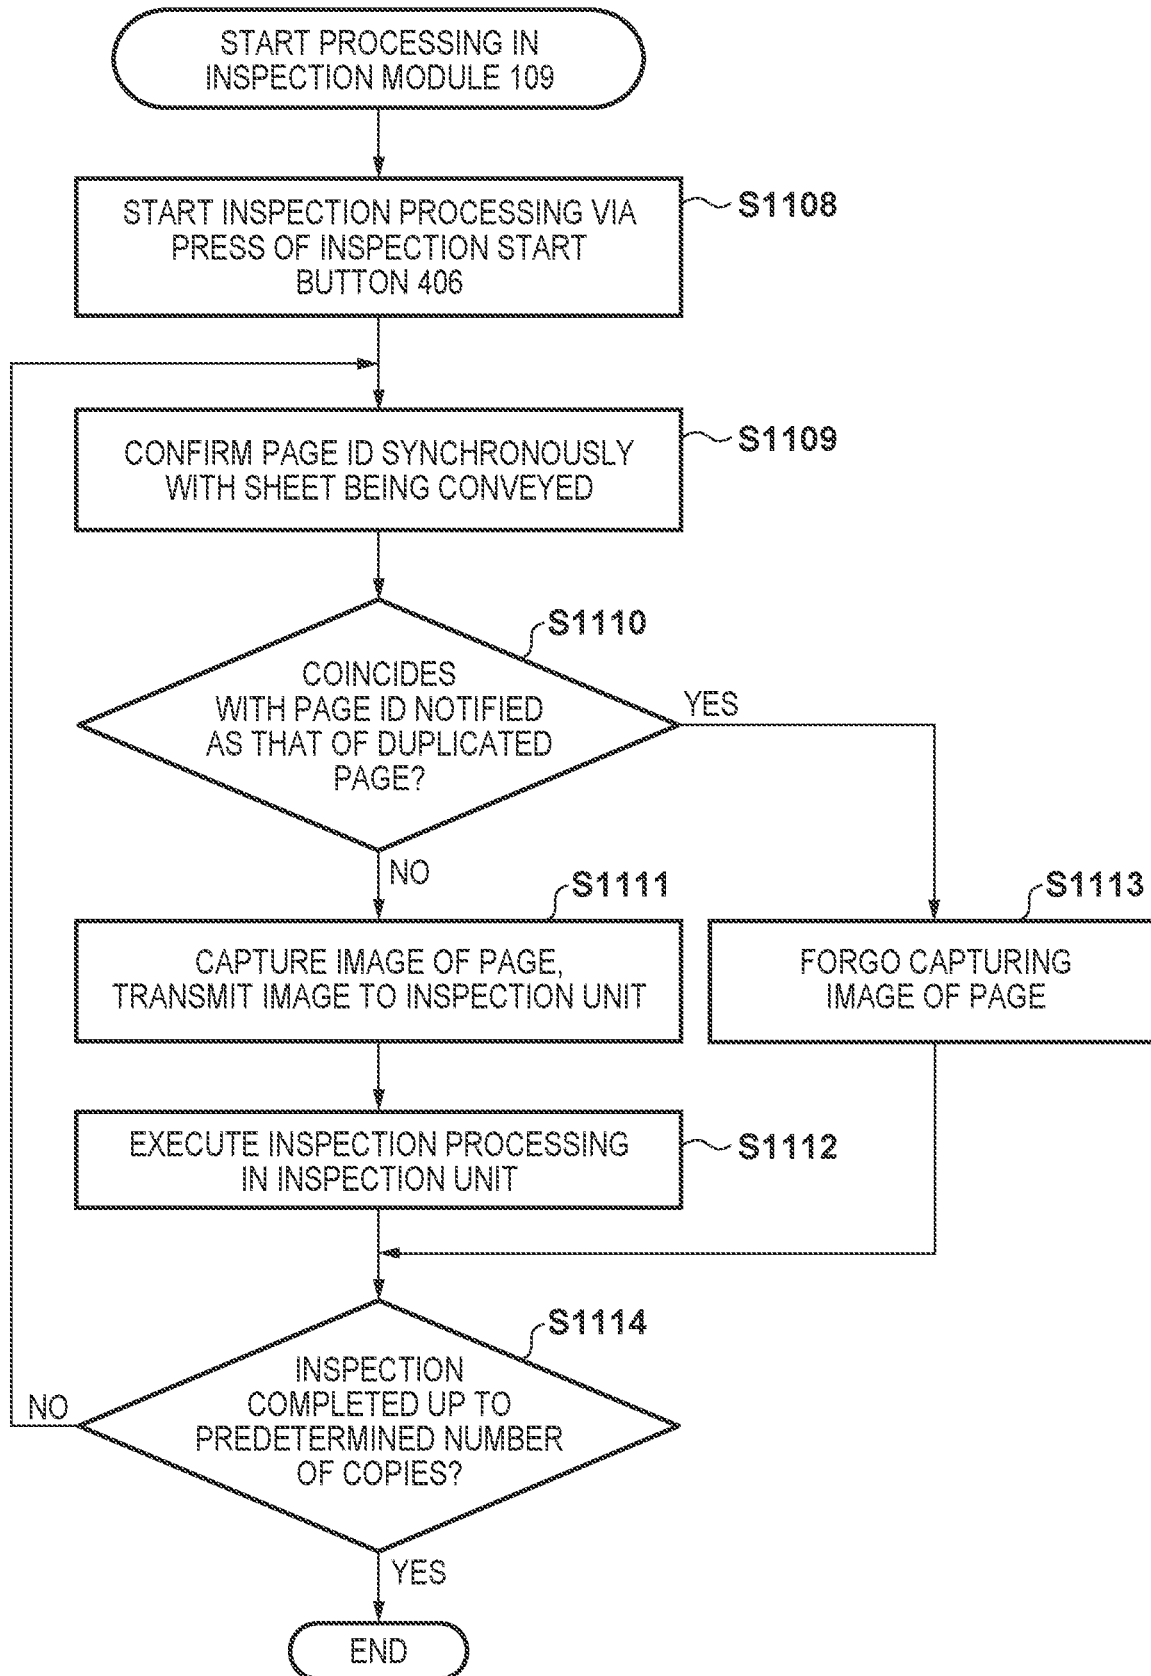 START PROCESSING IN
INSPECTION MODULE 109
START INSPECTION PROCESSING VIA
PRESS OF INSPECTION START
BUTTON 406
S1108
CONFIRM PAGE ID SYNCHRONOUSLY
WITH SHEET BEING CONVEYED
S1109
S1110
COINCIDES
WITH PAGE ID NOTIFIED
AS THAT OF DUPLICATED
PAGE?
YES
NO
S1111
CAPTURE IMAGE OF PAGE,
TRANSMIT IMAGE TO INSPECTION UNIT
S1113
FORGO CAPTURING
IMAGE OF PAGE
EXECUTE INSPECTION PROCESSING
IN INSPECTION UNIT
S1112
S1114
INSPECTION
COMPLETED UP TO
PREDETERMINED NUMBER
OF COPIES?
NO
YES
END